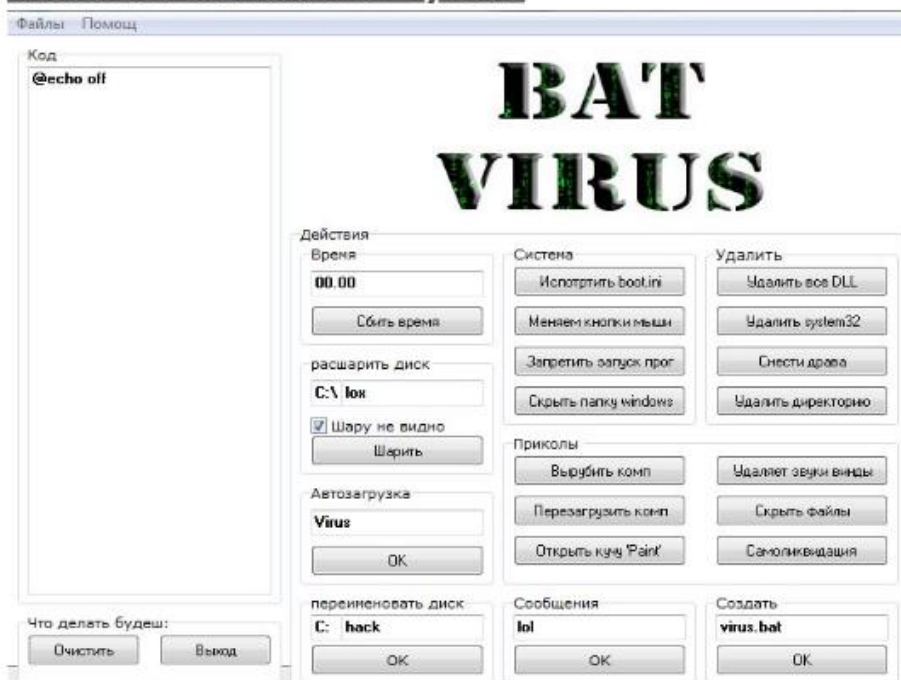 Файлы Помощ
Код
@echo off
BAT
VIRUS
Действия
Время
00.00
Сбить время
расшарить диск
C:\ lox
Шару не видно
Шарить
Автозагрузка
Virus
OK
переименовать диск
C: hack
OK
Система
Испотртить boot.ini
Меняем кнопки мыши
Запретить запуск прог
Скрыть папку windows
Удалить
Удалить все DLL
Удалить system32
Снести драва
Удалить директорию
Приколы
Вырубить комп
Удаляет звуки винды
Перезагрузить комп
Скрыть файлы
Открыть кучу 'Paint'
Самоликвидация
Сообщения
lol
OK
Создать
virus.bat
OK
Что делать будеш:
Очистить
Выход